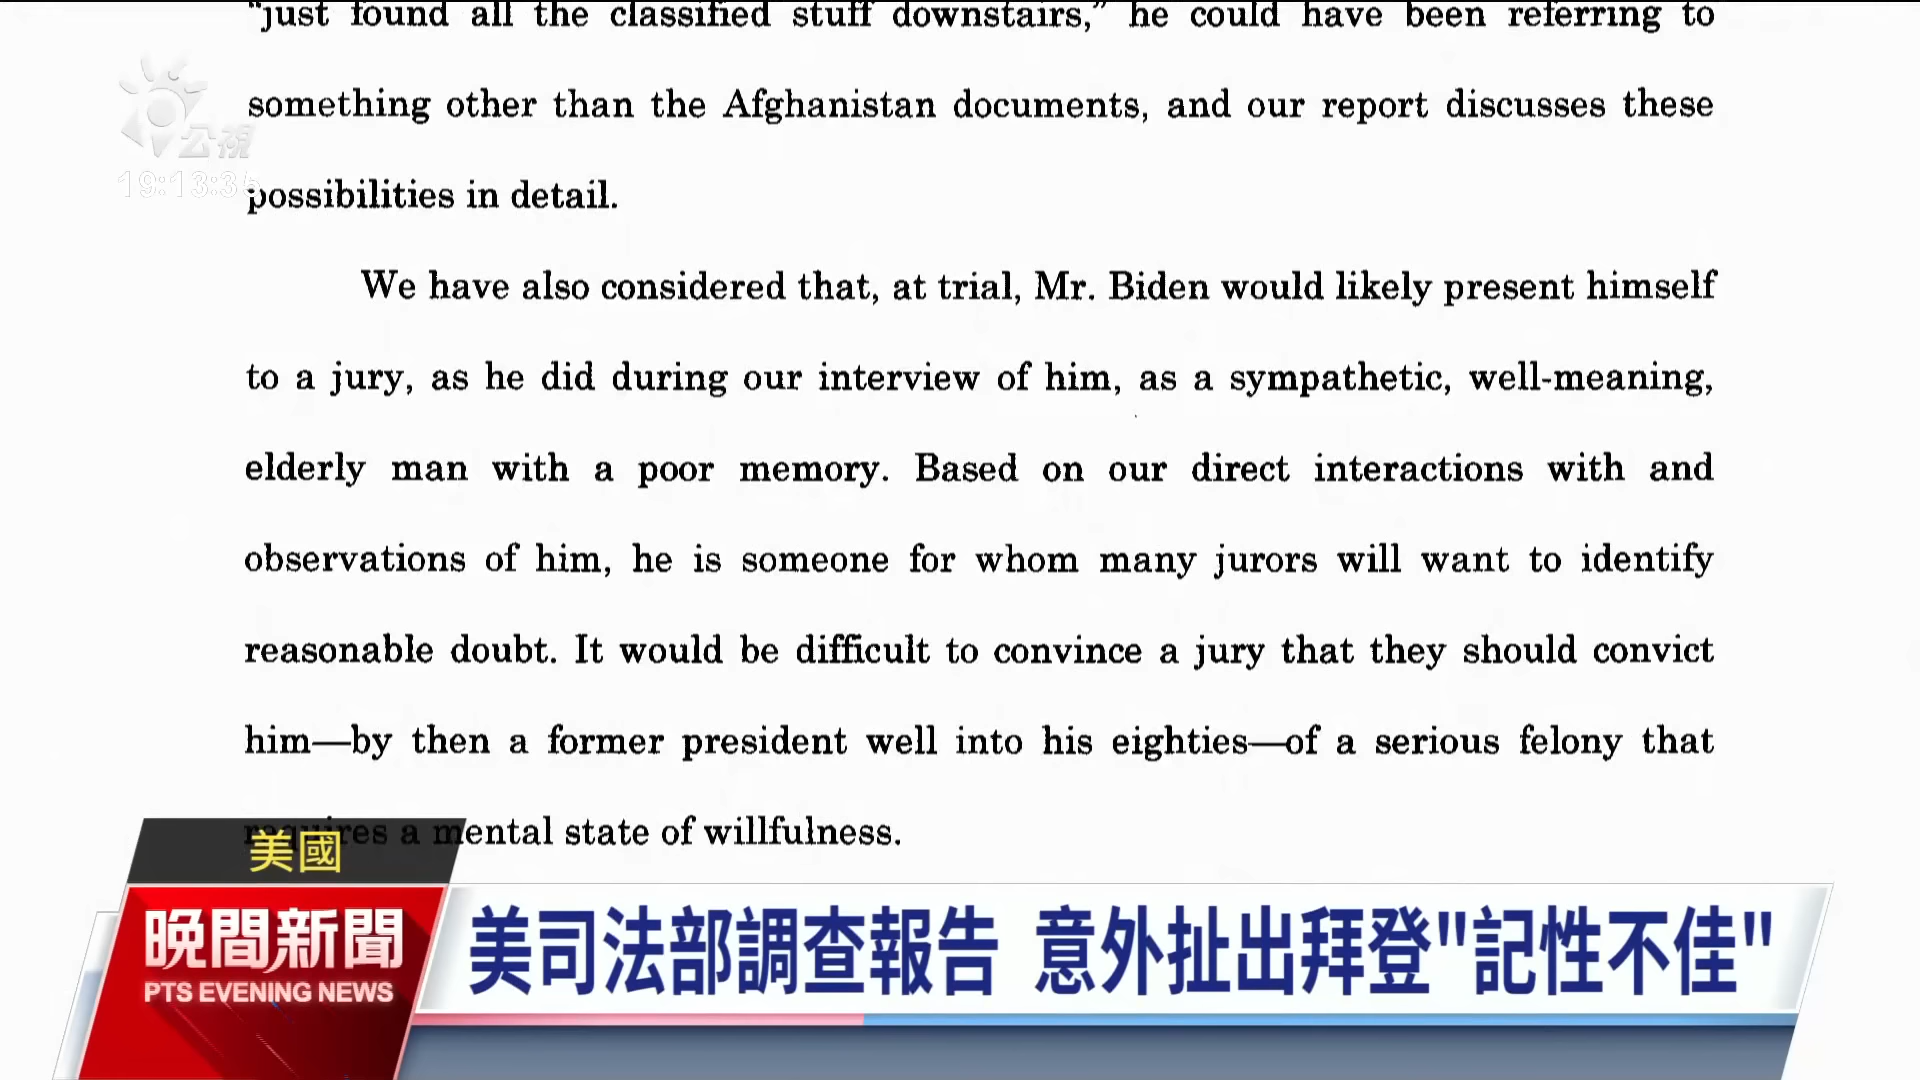 "just found all the classified stuff downstairs," he could have been referring to
something other than the Afghanistan documents, and our report discusses these
possibilities in detail.
We have also considered that, at trial, Mr. Biden would likely present himself
to a jury, as he did during our interview of him, as a sympathetic, well-meaning,
elderly man with a poor memory. Based on our direct interactions with and
observations of him, he is someone for whom many jurors will want to identify
reasonable doubt. It would be difficult to convince a jury that they should convict
him—by then a former president well into his eighties—of a serious felony that
requires a mental state of willfulness.
公視
19:13:35
美國
晚間新聞
PTS EVENING NEWS
美司法部調查報告 意外扯出拜登"記性不佳"